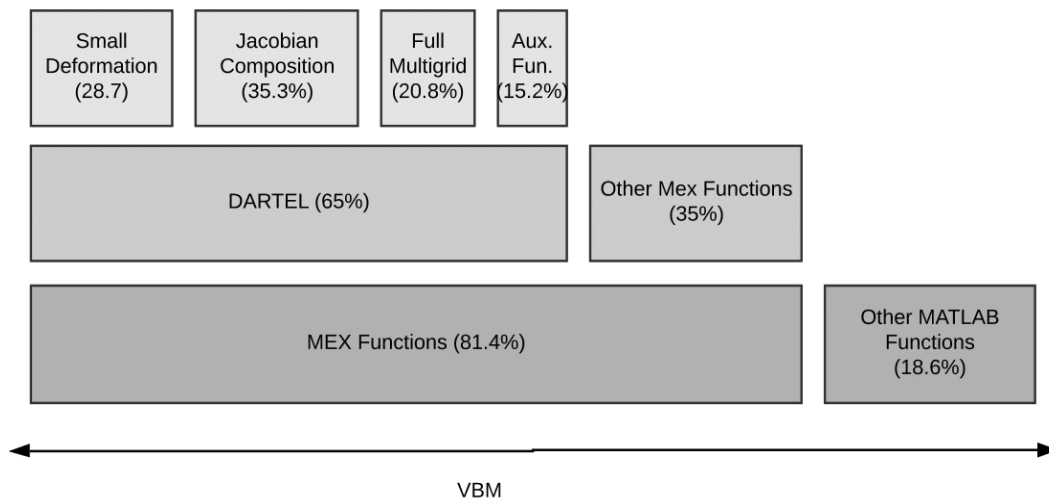 Small
Deformation
(28.7)
Jacobian
Composition
(35.3%)
Full
Multigrid
(20.8%)
Aux.
Fun.
(15.2%)
DARTEL (65%)
Other Mex Functions
(35%)
MEX Functions (81.4%)
Other MATLAB
Functions
(18.6%)
VBM